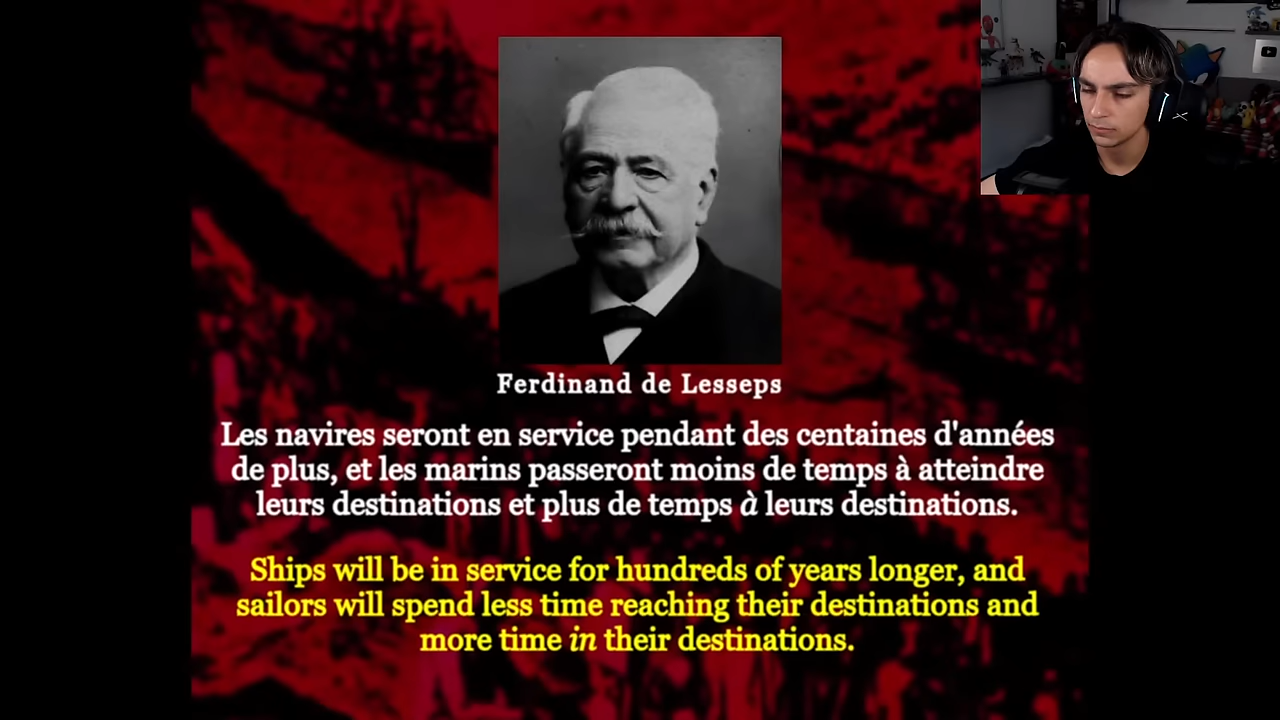 Ferdinand de Lesseps
Les navires seront en service pendant des centaines d'années
de plus, et les marins passeront moins de temps à atteindre
leurs destinations et plus de temps à leurs destinations.
Ships will be in service for hundreds of years longer, and
sailors will spend less time reaching their destinations and
more time in their destinations.